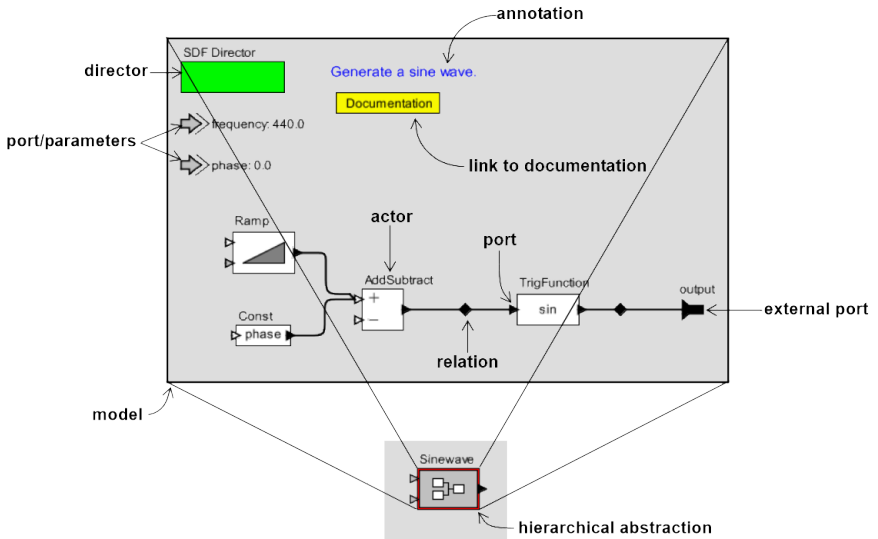 annotation
SDF Director
director
Generate a sine wave.
Documentation
frequency: 440.0
port/parameters
phase: 0.0
link to documentation
Ramp
actor
port
AddSubtract
TrigFunction
output
+
sin
external port
Const
−
phase
relation
model
Sinewave
hierarchical abstraction